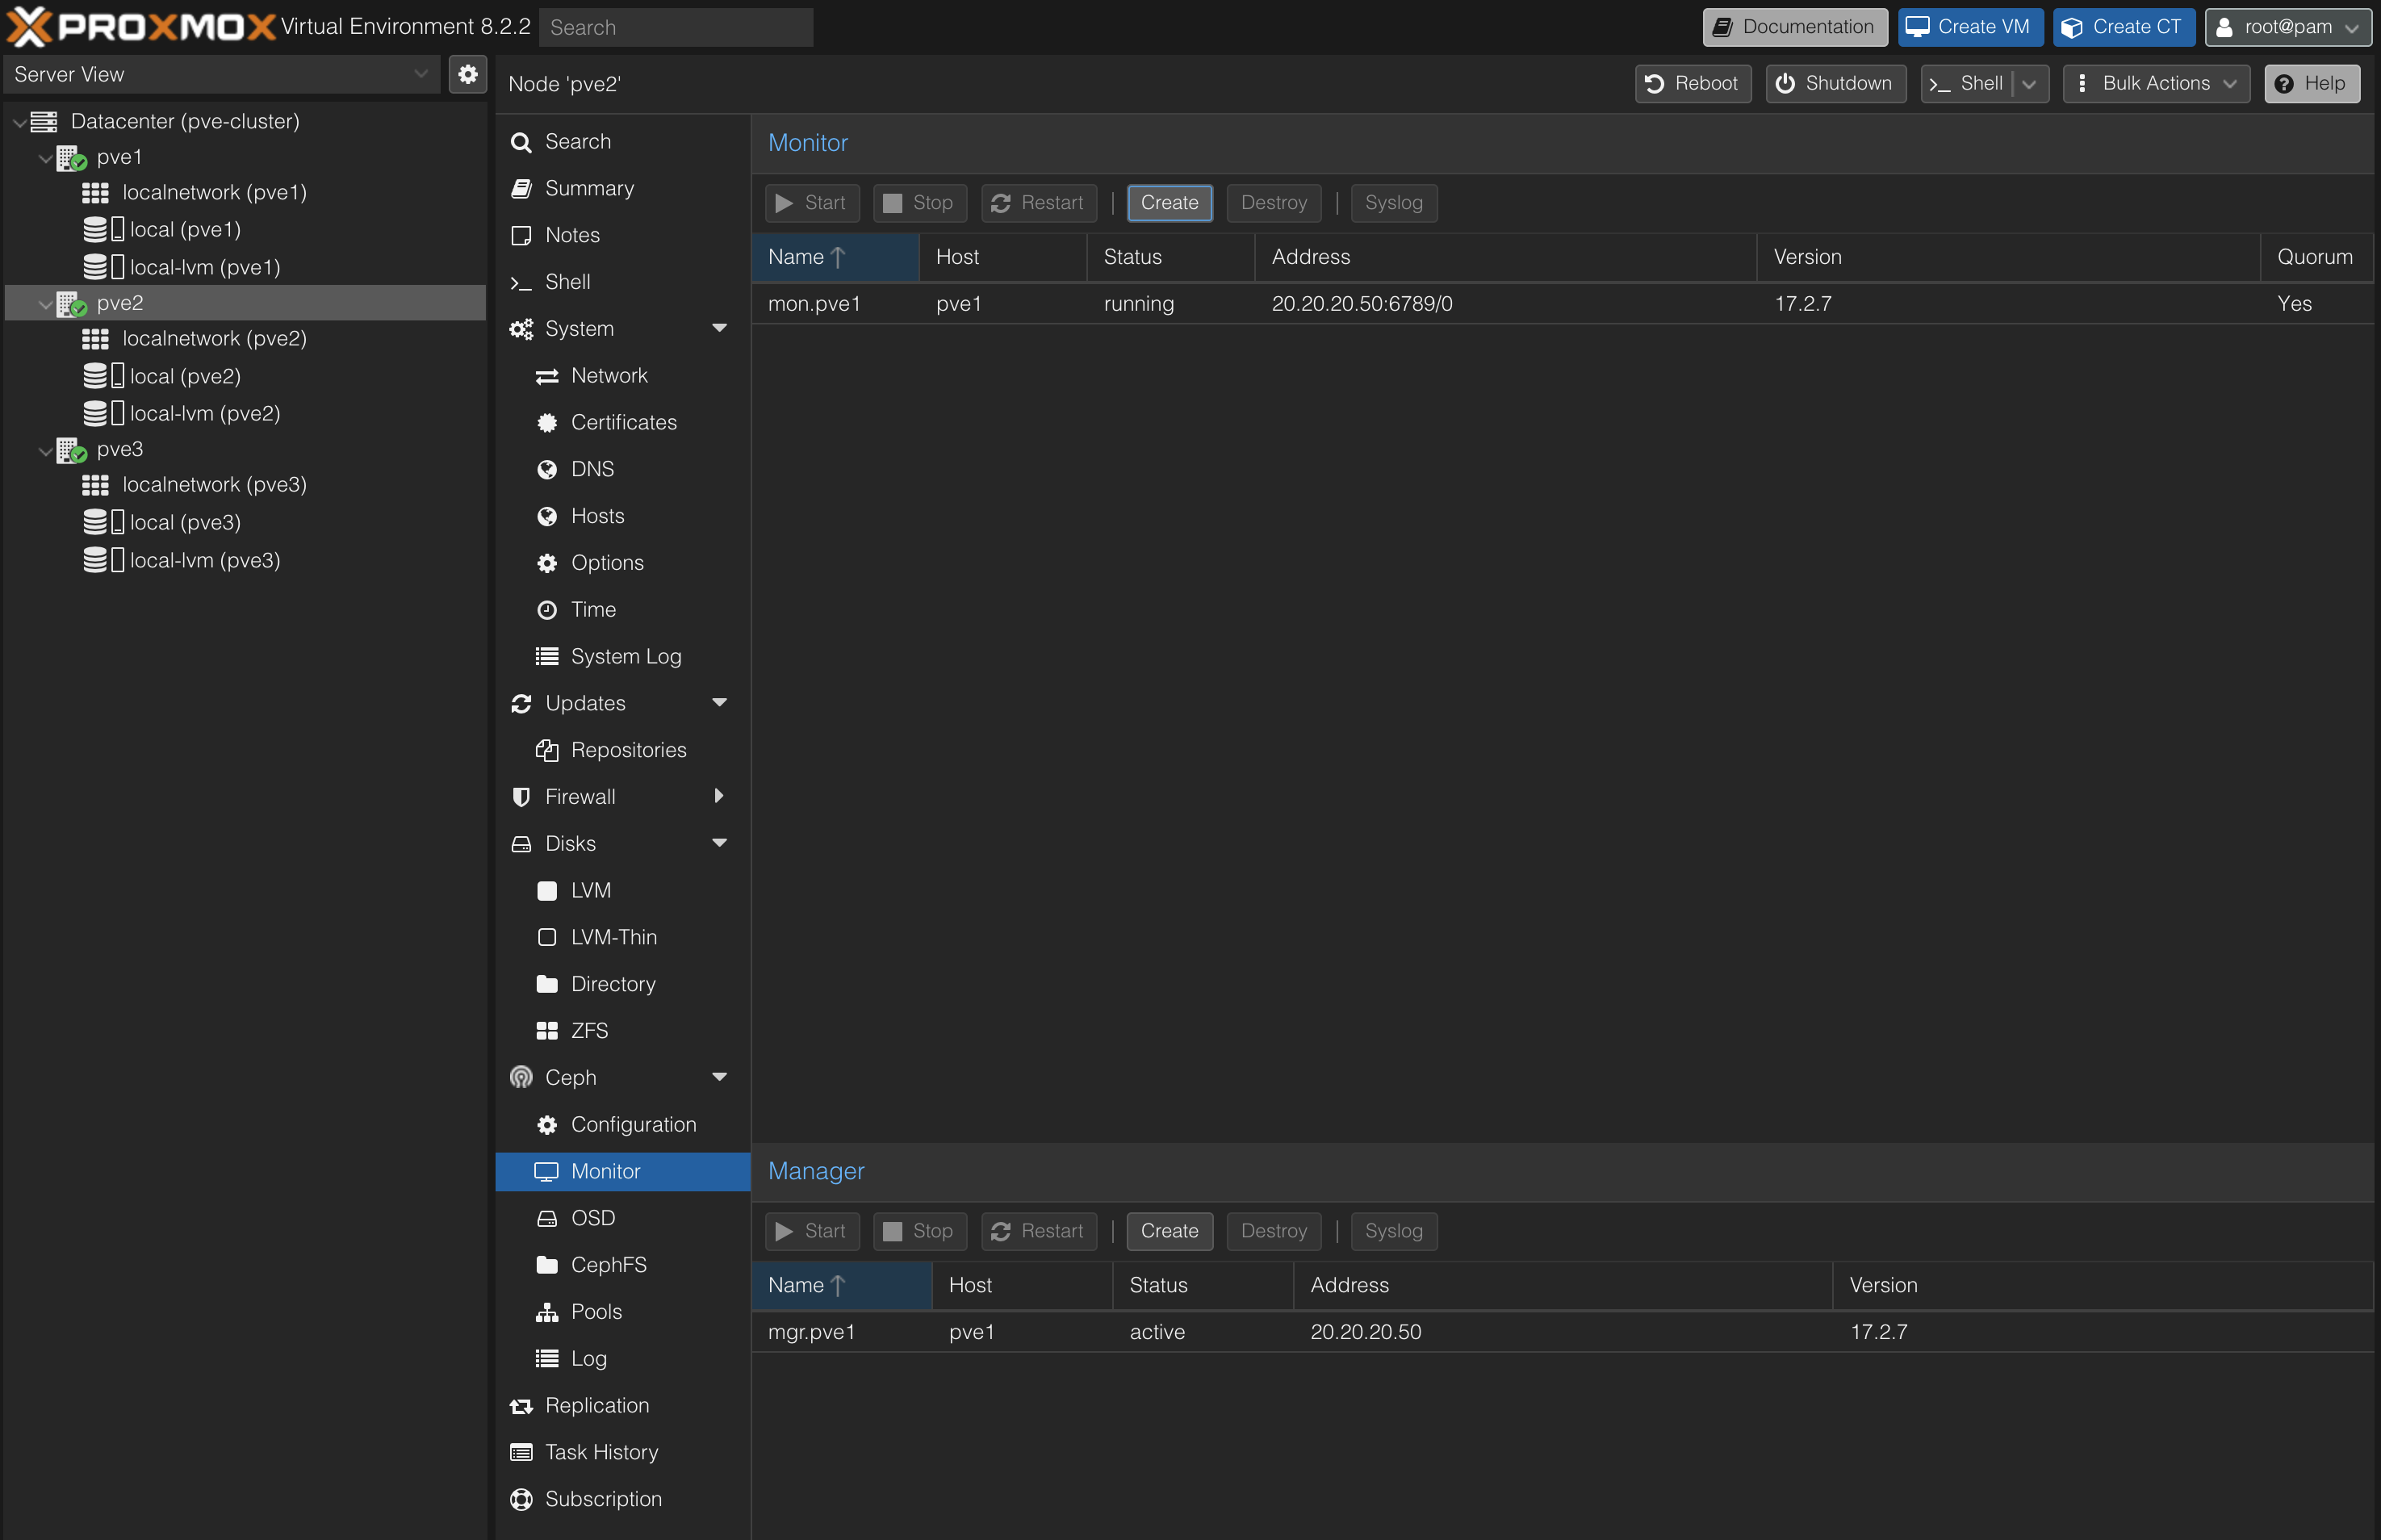 PROXMOX Virtual Environment 8.2.2 Search Documentation Create VM Create CT root@pam
Server View
Datacenter (pve-cluster)
pve1
localnetwork (pve1)
local (pve1)
local-lvm (pve1)
pve2
localnetwork (pve2)
local (pve2)
local-lvm (pve2)
pve3
localnetwork (pve3)
local (pve3)
local-lvm (pve3)
Node 'pve2' Reboot Shutdown Shell Bulk Actions Help
Search
Summary
Notes
Shell
System
Network
Certificates
DNS
Hosts
Options
Time
System Log
Updates
Repositories
Firewall
Disks
LVM
LVM-Thin
Directory
ZFS
Ceph
Configuration
Monitor
OSD
CephFS
Pools
Log
Replication
Task History
Subscription
Monitor
Start Stop Restart Create Destroy Syslog
Name Host Status Address Version Quorum
mon.pve1 pve1 running 20.20.20.50:6789/0 17.2.7 Yes
Manager
Start Stop Restart Create Destroy Syslog
Name Host Status Address Version
mgr.pve1 pve1 active 20.20.20.50 17.2.7